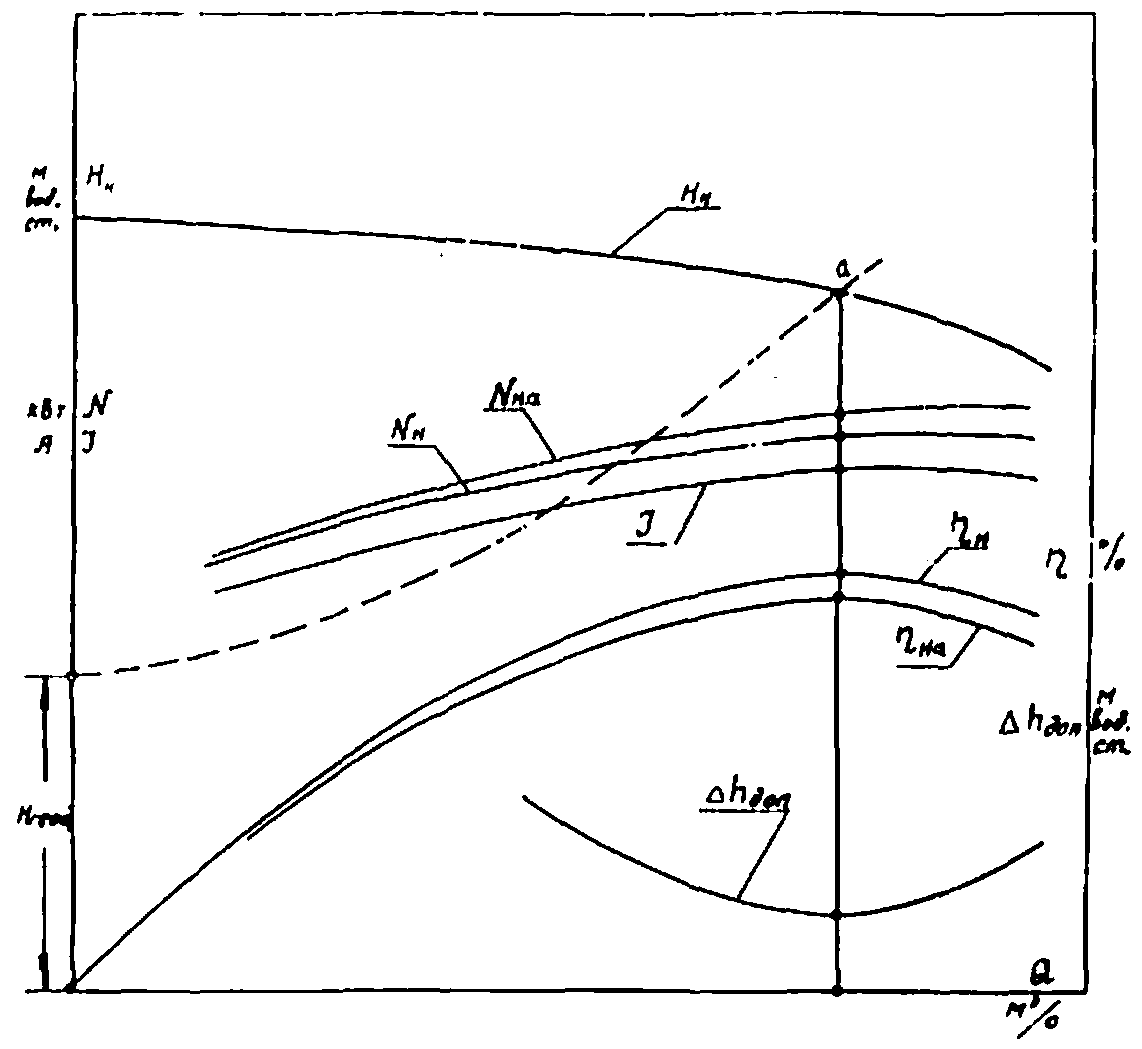 м
вод.
ст.
Hн
Hн
а
кВт N
А J
Nна
Nн
J
ηн
η %
ηна
Δhдоп
м
вод.
ст.
Δhдоп
Q
м³/с